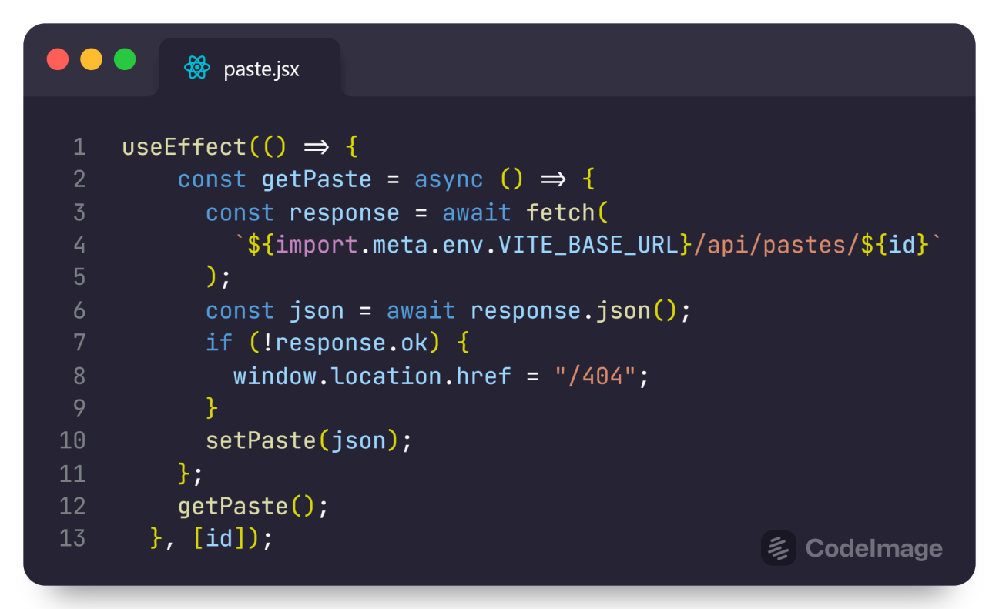 paste.jsx
1 useEffect(() => {
2     const getPaste = async () => {
3       const response = await fetch(
4         `${import.meta.env.VITE_BASE_URL}/api/pastes/${id}`
5       );
6       const json = await response.json();
7       if (!response.ok) {
8         window.location.href = "/404";
9       }
10       setPaste(json);
11     };
12     getPaste();
13   }, [id]);
CodeImage